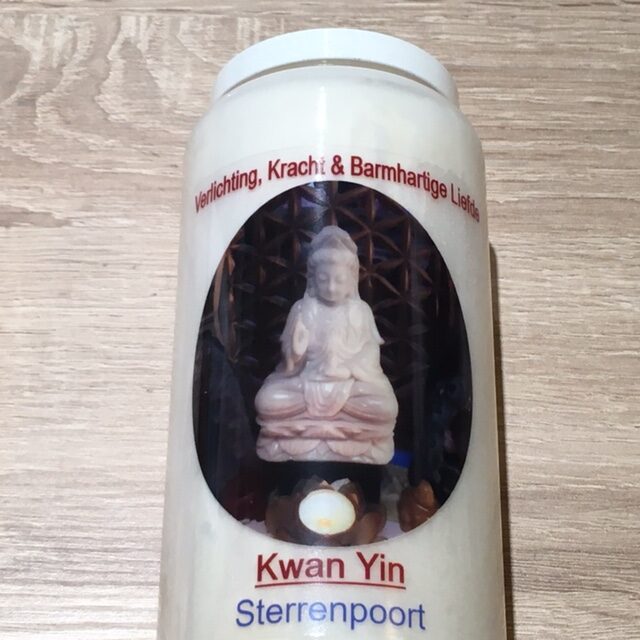 Verlichting, Kracht & Barmhartige Liefde
Kwan Yin
Sterrenpoort